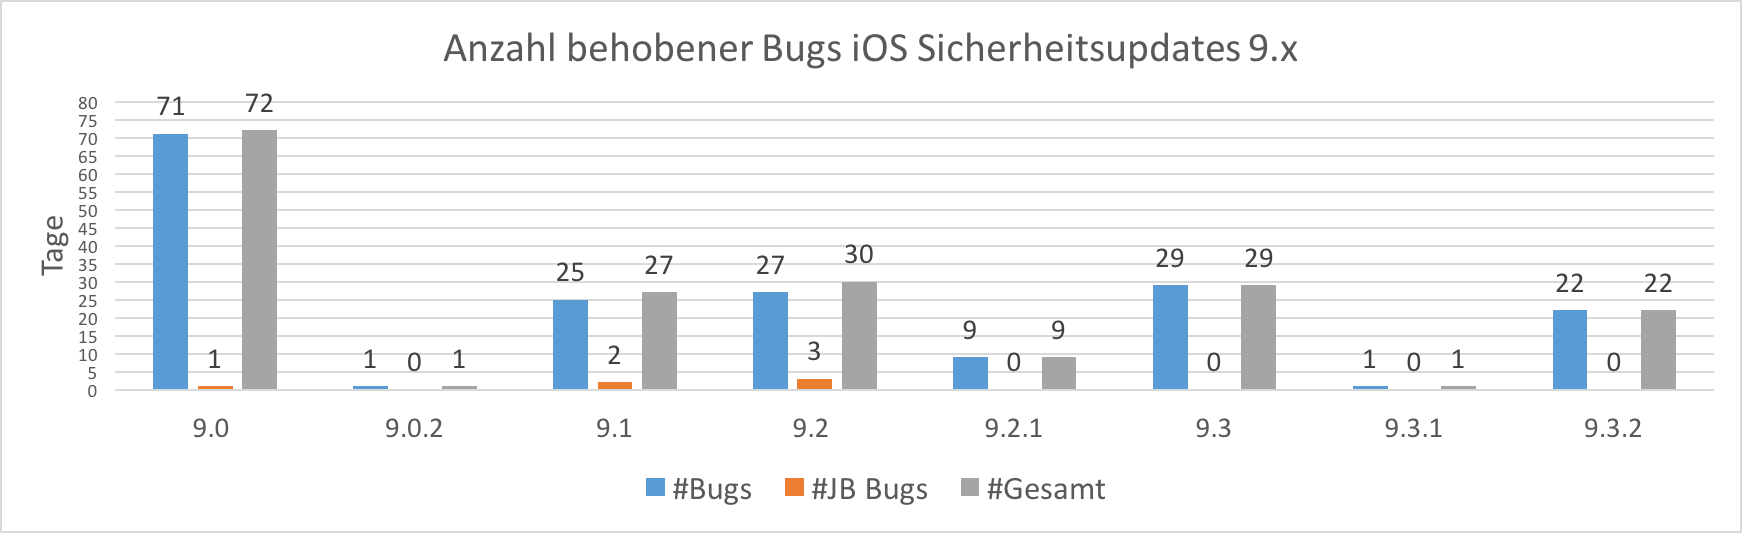 Anzahl behobener Bugs iOS Sicherheitsupdates 9.x
Tage
80
75
70
65
60
55
50
45
40
35
30
25
20
15
10
5
0
71 1 72
1 0 1
25 2 27
27 3 30
9 0 9
29 0 29
1 0 1
22 0 22
9.0 9.0.2 9.1 9.2 9.2.1 9.3 9.3.1 9.3.2
#Bugs #JB Bugs #Gesamt